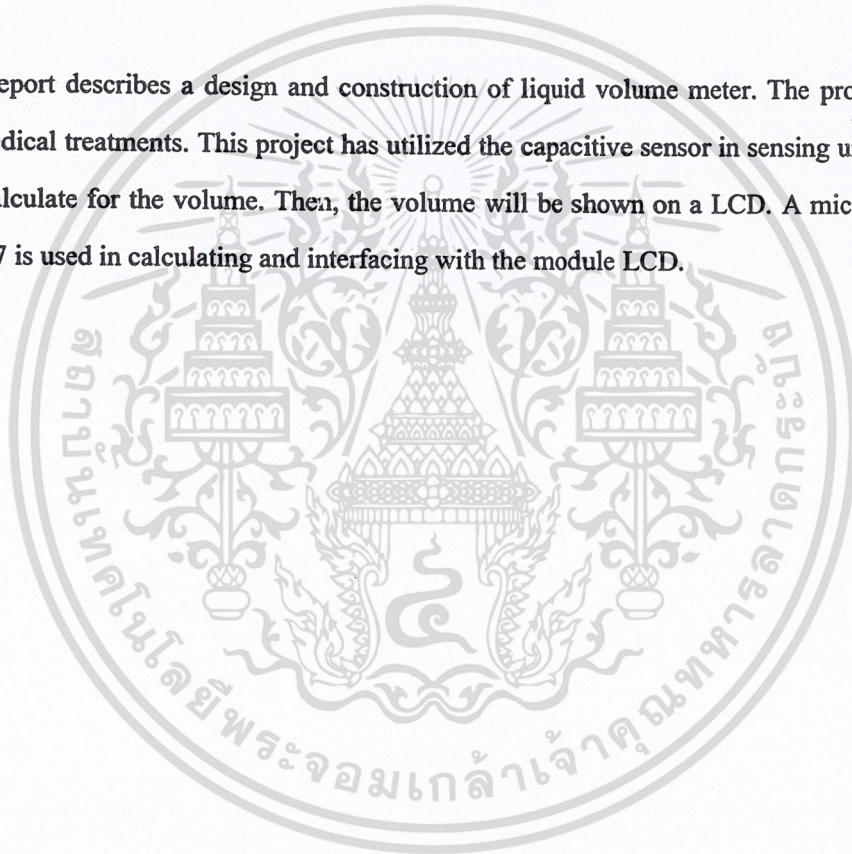 eport describes a design and construction of liquid volume meter. The pro
dical treatments. This project has utilized the capacitive sensor in sensing u
lculate for the volume. Then, the volume will be shown on a LCD. A mic
7 is used in calculating and interfacing with the module LCD.
สถาบันเทคโนโลยีพระจอมเกล้าเจ้าคุณทหารลาดกระบัง